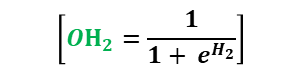 [OH₂ = 1 / (1 + e^{H₂})]